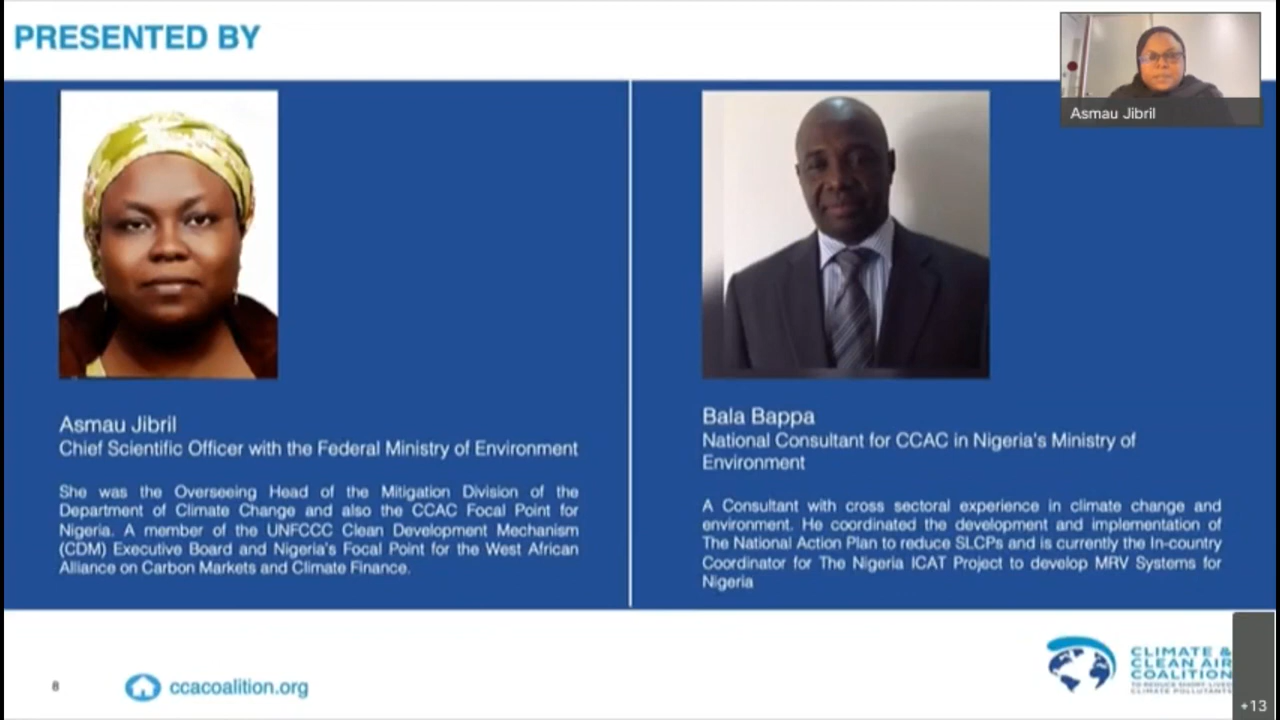 PRESENTED BY
Asmau Jibril
Asmau Jibril
Chief Scientific Officer with the Federal Ministry of Environment
She was the Overseeing Head of the Mitigation Division of the
Department of Climate Change and also the CCAC Focal Point for
Nigeria. A member of the UNFCCC Clean Development Mechanism
(CDM) Executive Board and Nigeria's Focal Point for the West African
Alliance on Carbon Markets and Climate Finance.
Bala Bappa
National Consultant for CCAC in Nigeria's Ministry of
Environment
A Consultant with cross sectoral experience in climate change and
environment. He coordinated the development and implementation of
The National Action Plan to reduce SLCPs and is currently the In-country
Coordinator for The Nigeria ICAT Project to develop MRV Systems for
Nigeria
8
ccacoalition.org
CLIMATE &
CLEAN AIR
COALITION
TO REDUCE SHORT-LIVED
CLIMATE POLLUTANTS
+13